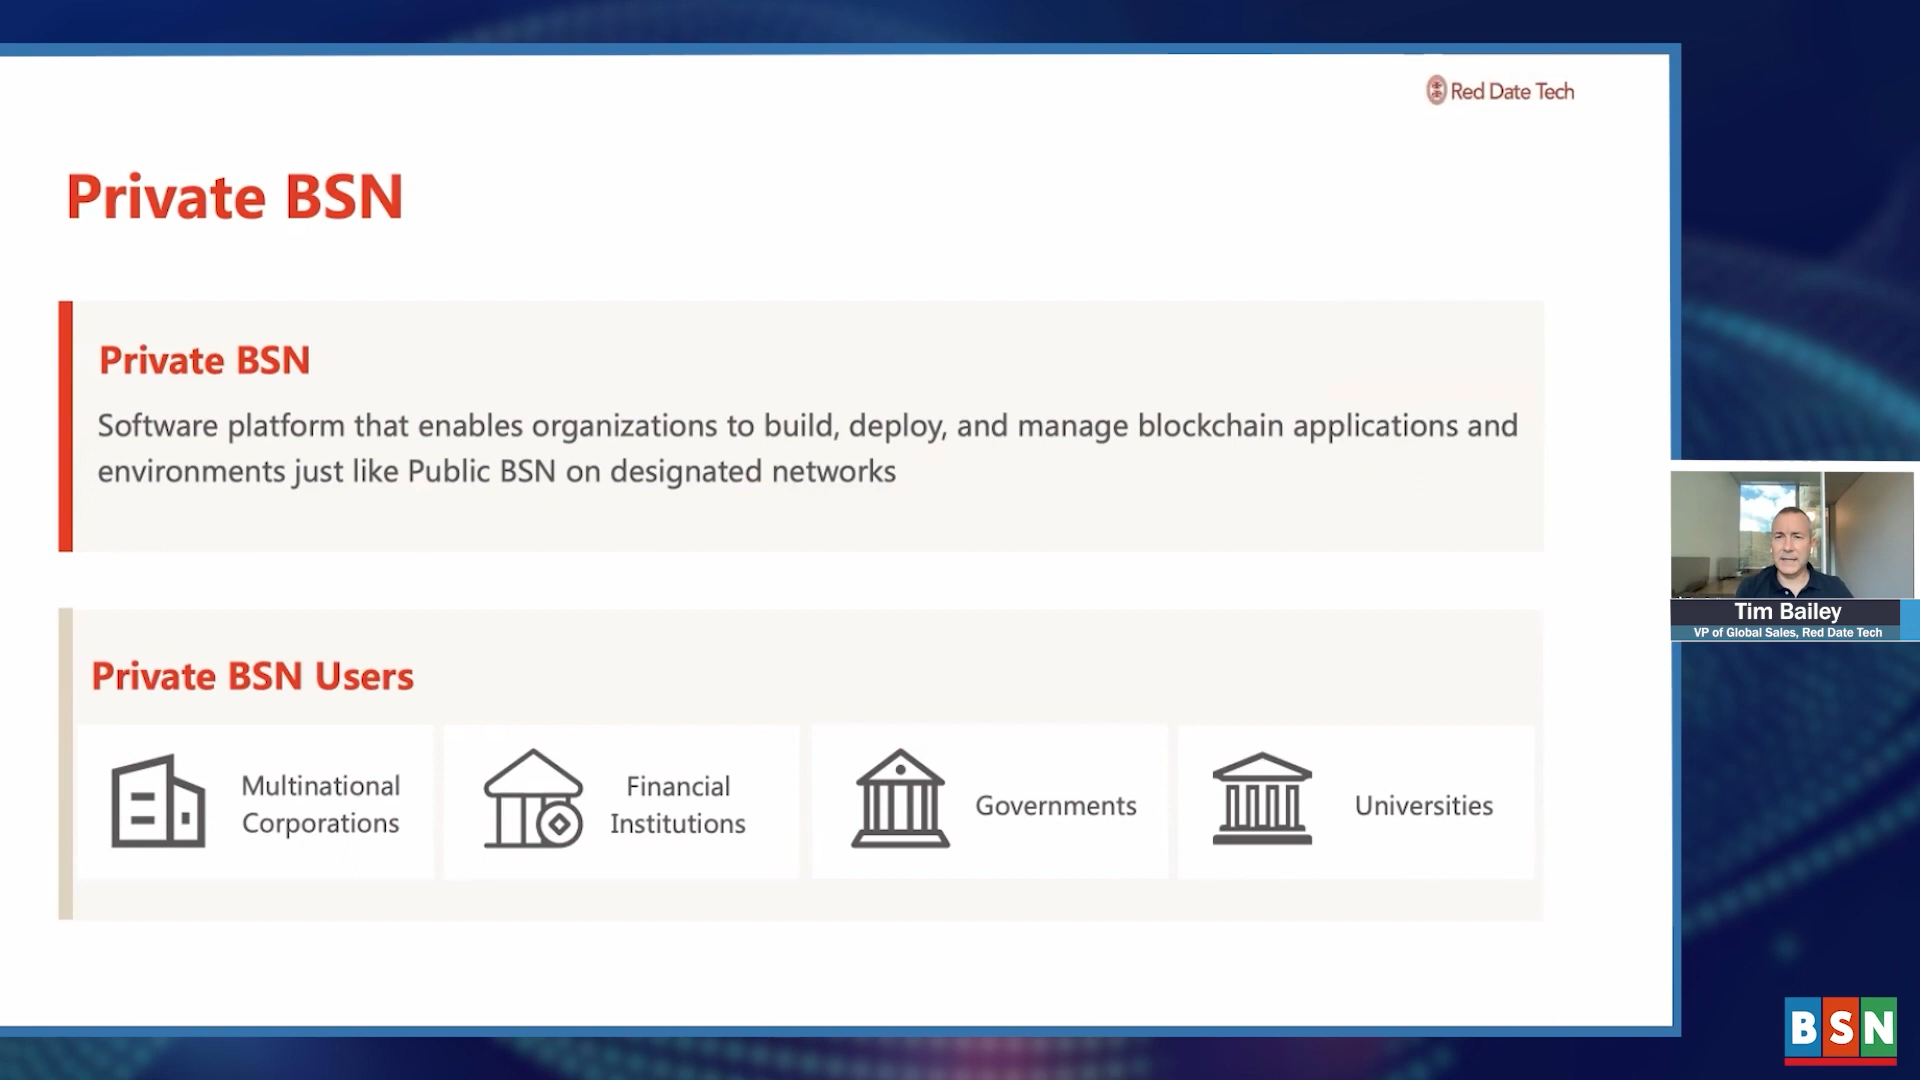 Red Date Tech
Private BSN
Private BSN
Software platform that enables organizations to build, deploy, and manage blockchain applications and
environments just like Public BSN on designated networks
Private BSN Users
Multinational
Corporations
Financial
Institutions
Governments
Universities
Tim Bailey
VP of Global Sales, Red Date Tech
BSN